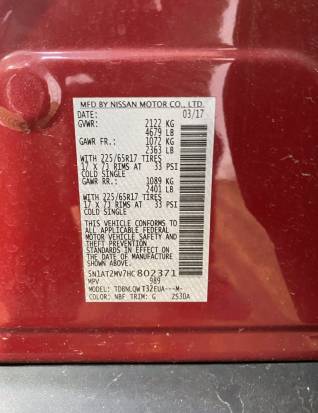 MFD BY NISSAN MOTOR CO., LTD.
DATE: 03/17
GVWR: 2122 KG
4679 LB
GAWR FR.: 1072 KG
2363 LB
WITH 225/65R17 TIRES
17 X 7J RIMS AT 33 PSI
COLD SINGLE
GAWR RR.: 1089 KG
2401 LB
WITH 225/65R17 TIRES
17 X 7J RIMS AT 33 PSI
COLD SINGLE
THIS VEHICLE CONFORMS TO
ALL APPLICABLE FEDERAL
MOTOR VEHICLE SAFETY
STANDARDS IN EFFECT ON
THE DATE OF MANUFACTURE
SHOWN ABOVE.
5N1AT2MV7HC802371
MPV 989
MODEL: TDBNLQWT32EUA---M-
COLOR: NBF TRIM: G 2530A